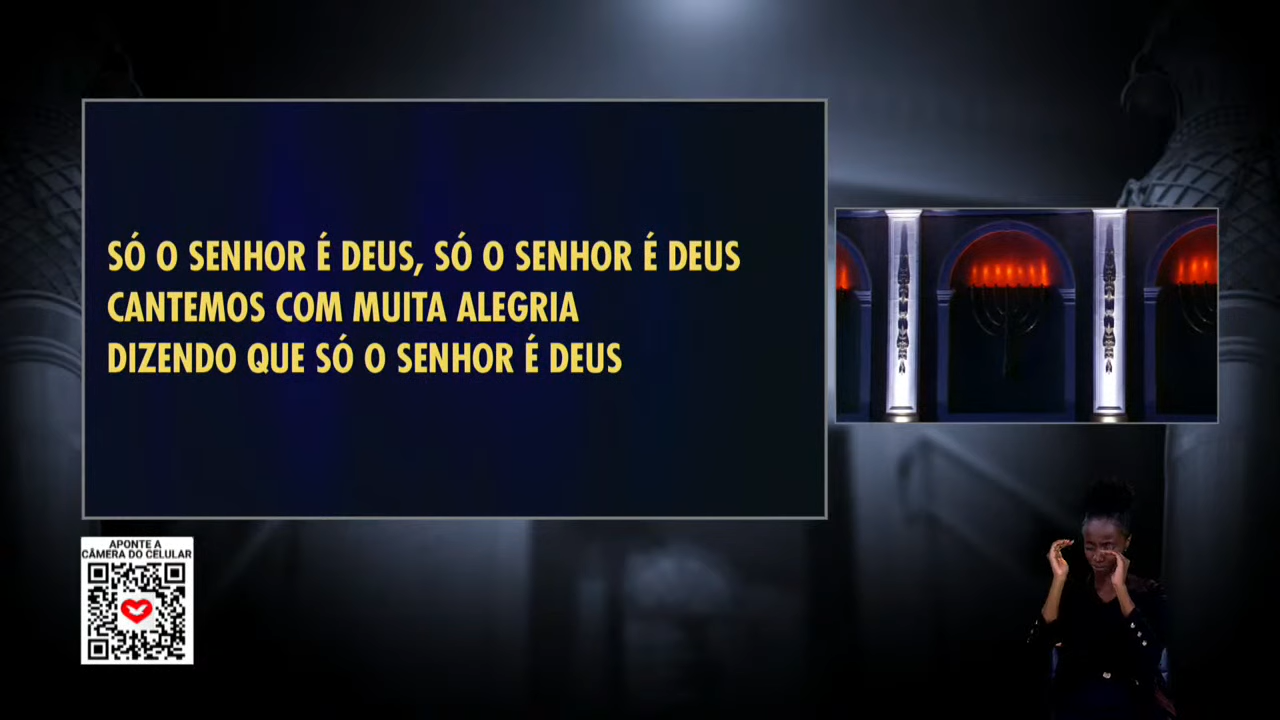 SÓ O SENHOR É DEUS, SÓ O SENHOR É DEUS
CANTEMOS COM MUITA ALEGRIA
DIZENDO QUE SÓ O SENHOR É DEUS
APONTE A
CÂMERA DO CELULAR